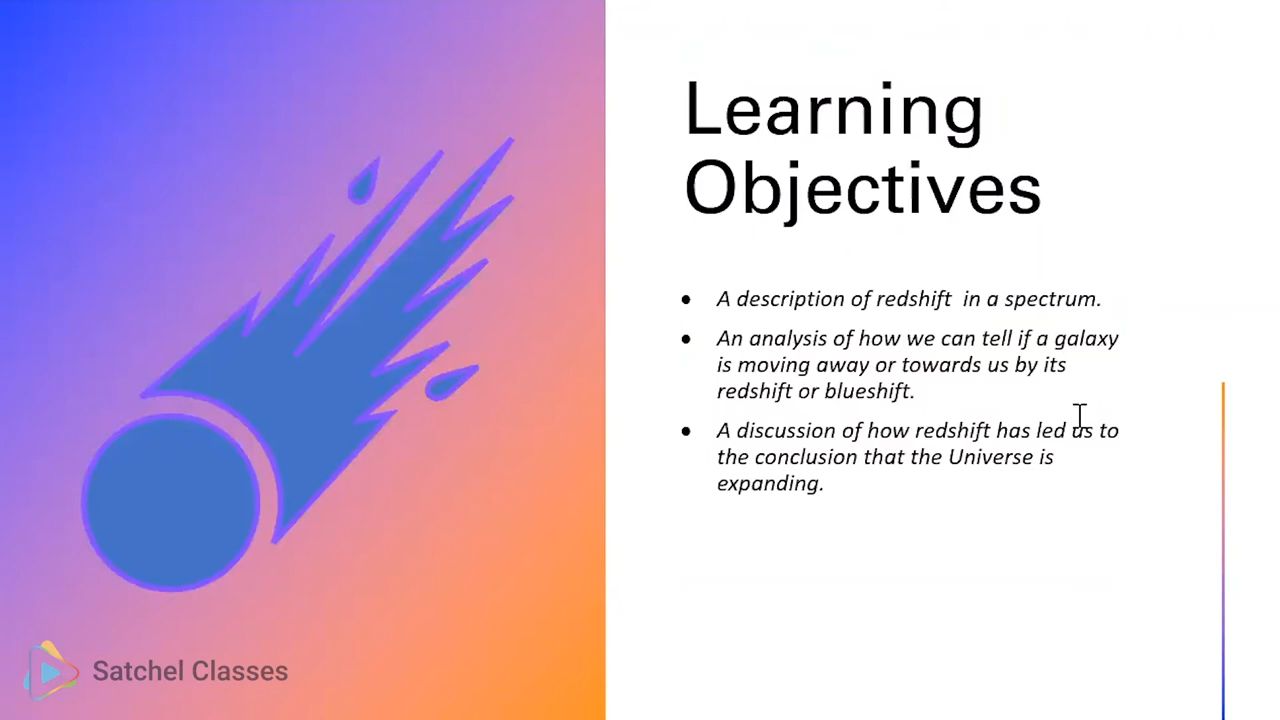 Learning
Objectives
• A description of redshift  in a spectrum.
• An analysis of how we can tell if a galaxy
is moving away or towards us by its
redshift or blueshift.
• A discussion of how redshift has led us to
the conclusion that the Universe is
expanding.
Satchel Classes